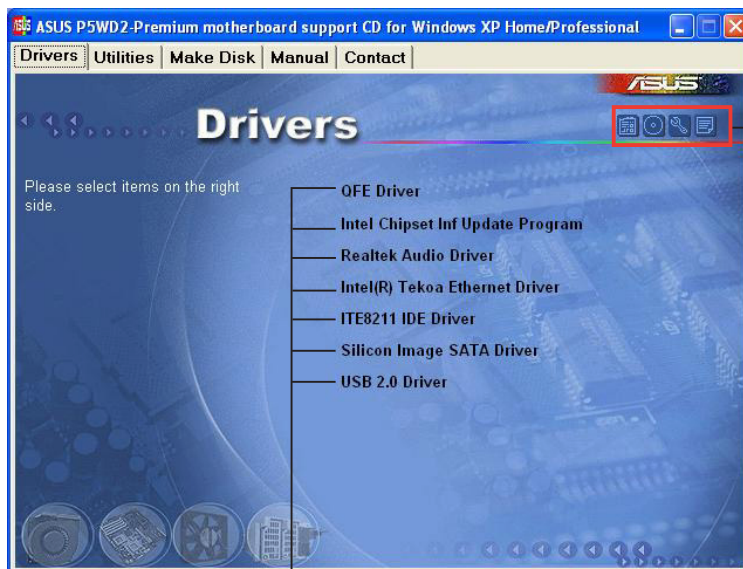 ASUS P5WD2-Premium motherboard support CD for Windows XP Home/Professional
Drivers Utilities Make Disk Manual Contact
ASUS
Drivers
Please select items on the right
side.
QFE Driver
Intel Chipset Inf Update Program
Realtek Audio Driver
Intel(R) Tekoa Ethernet Driver
ITE8211 IDE Driver
Silicon Image SATA Driver
USB 2.0 Driver